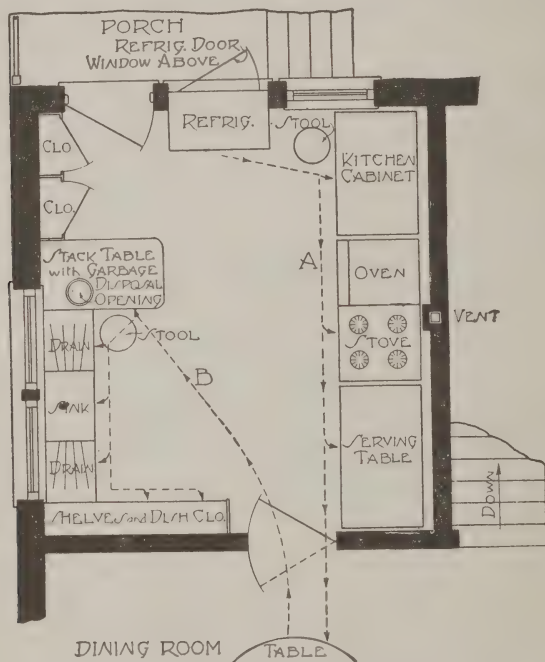 PORCH
REFRIG. DOOR
WINDOW ABOVE
REFRIG.
STOOL
CLO
CLO.
KITCHEN
CABINET
STACK TABLE
with GARBAGE
DISPOSAL
OPENING
A
OVEN
VENT
STOVE
DRAIN
STOOL
B
SINK
DRAIN
SERVING
TABLE
DOWN
SHELVES and DISH CLO.
DINING ROOM
TABLE